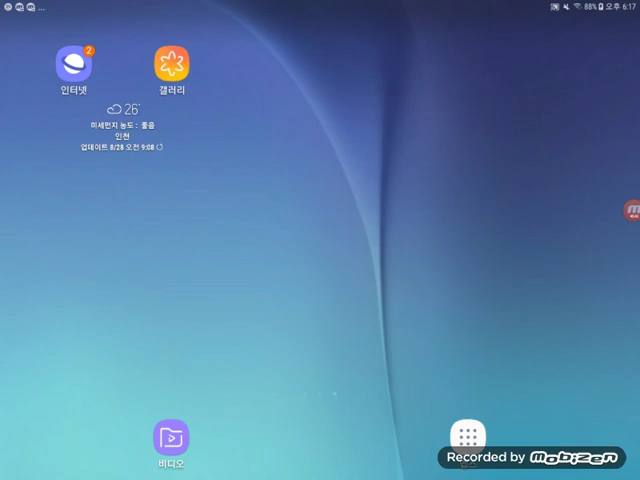 88% 오후 6:17
2
인터넷
갤러리
26°
미세먼지 농도 : 좋음
인천
업데이트 8/28 오전 9:08
비디오
Recorded by mobizen